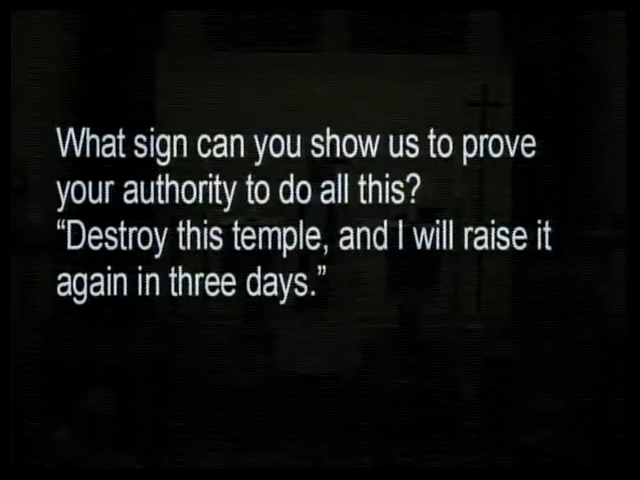 What sign can you show us to prove
your authority to do all this?
“Destroy this temple, and I will raise it
again in three days.”